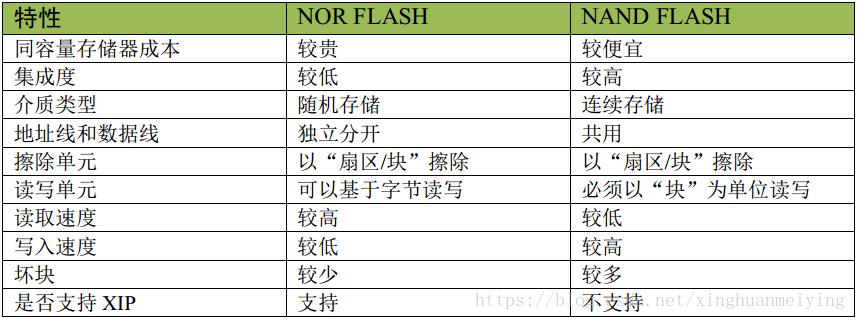 特性 NOR FLASH NAND FLASH
同容量存储器成本 较贵 较便宜
集成度 较低 较高
介质类型 随机存储 连续存储
地址线和数据线 独立分开 共用
擦除单元 以“扇区/块”擦除 以“扇区/块”擦除
读写单元 可以基于字节读写 必须以“块”为单位读写
读取速度 较高 较低
写入速度 较低 较高
坏块 较少 较多
是否支持 XIP 支持 不支持